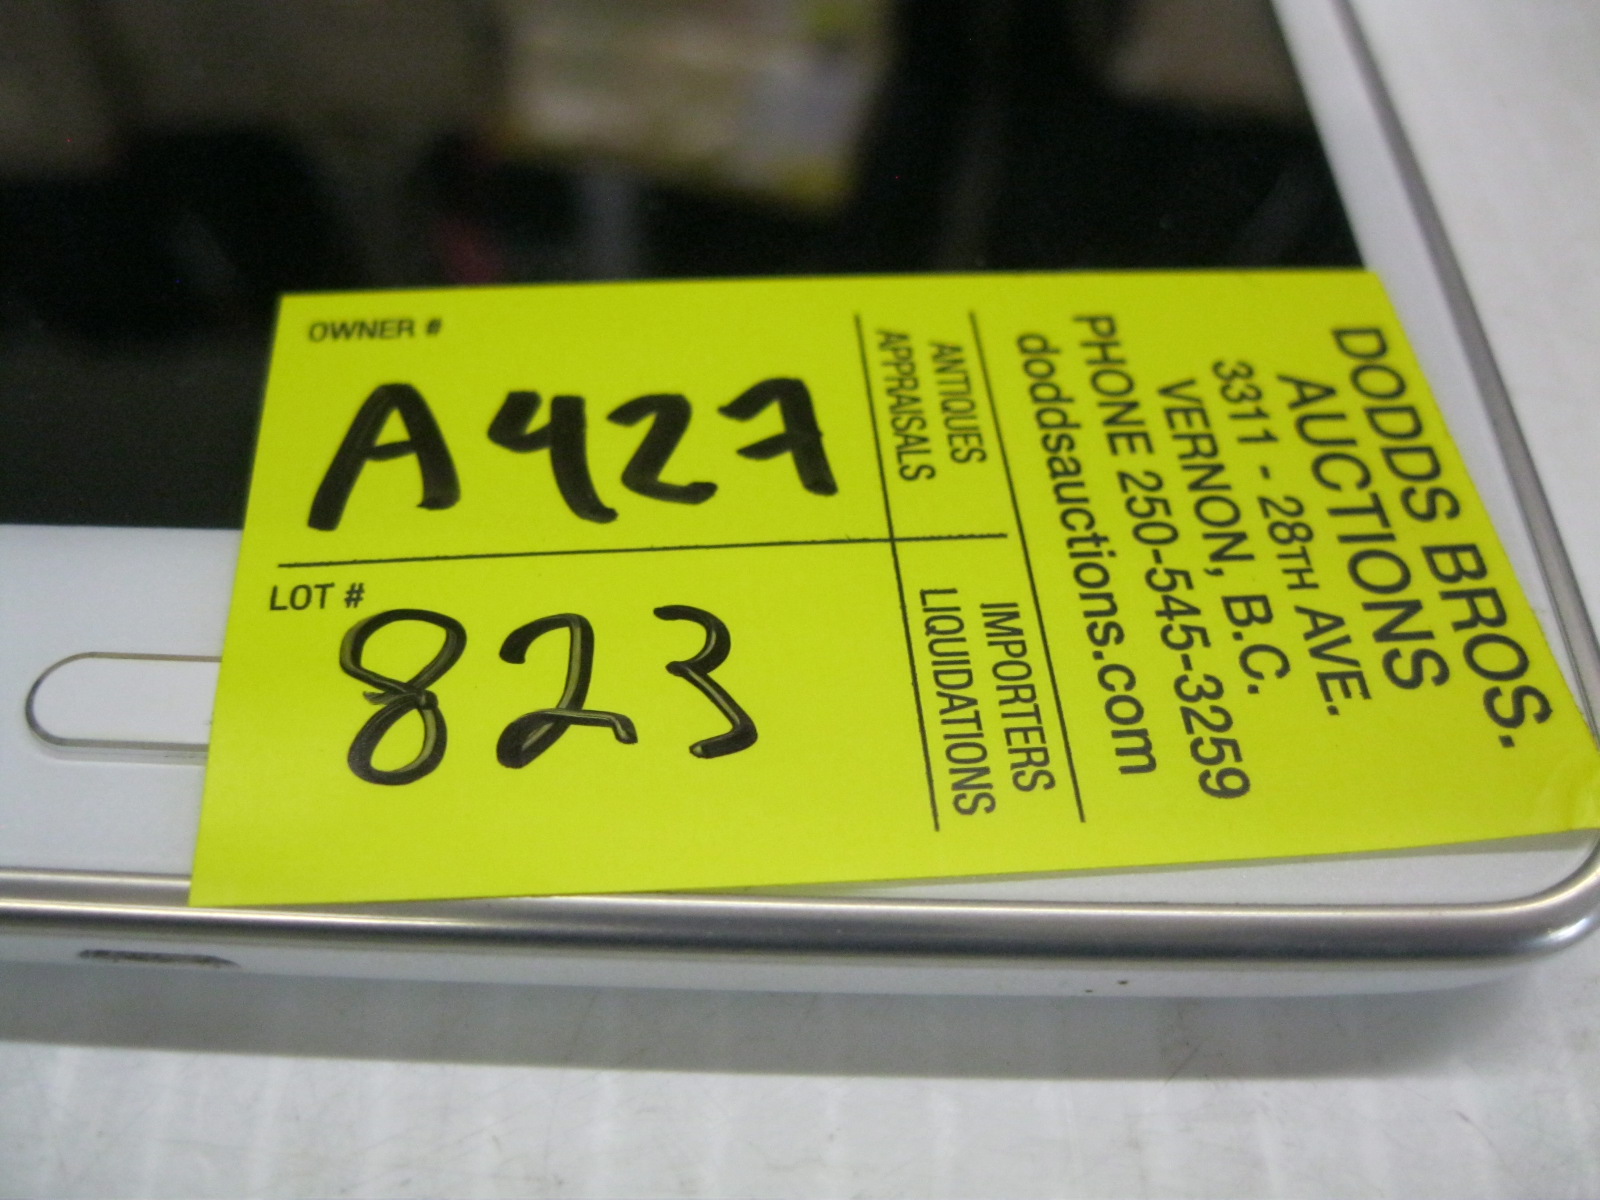 OWNER #
A427
LOT #
823
ANTIQUES
APPRAISALS
IMPORTERS
LIQUIDATIONS
DODDS BROS.
AUCTIONS
3311 - 28TH AVE.
VERNON, B.C.
PHONE 250-545-3259
doddsauctions.com